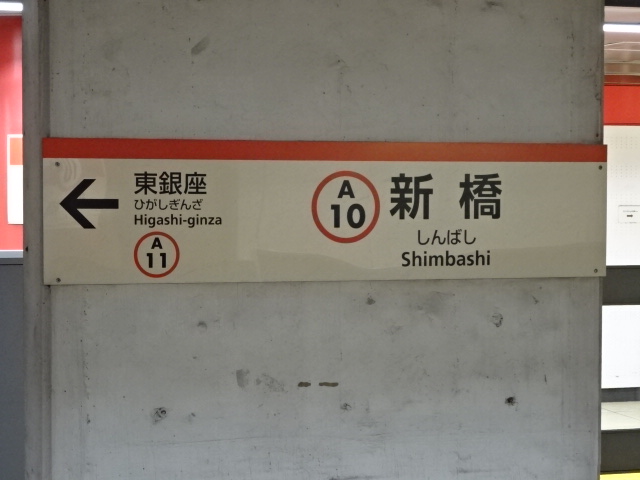 東銀座
ひがしぎんざ
Higashi-ginza
A
11
A
10
新橋
しんばし
Shimbashi